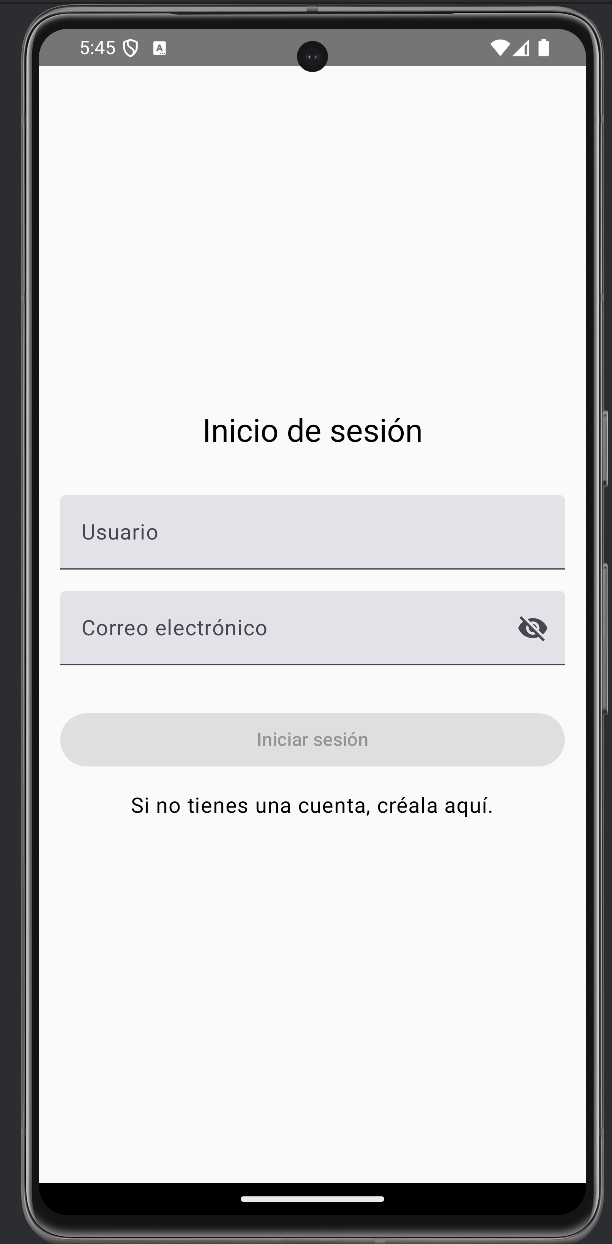 5:45
A
Inicio de sesión
Usuario
Correo electrónico
Iniciar sesión
Si no tienes una cuenta, créala aquí.